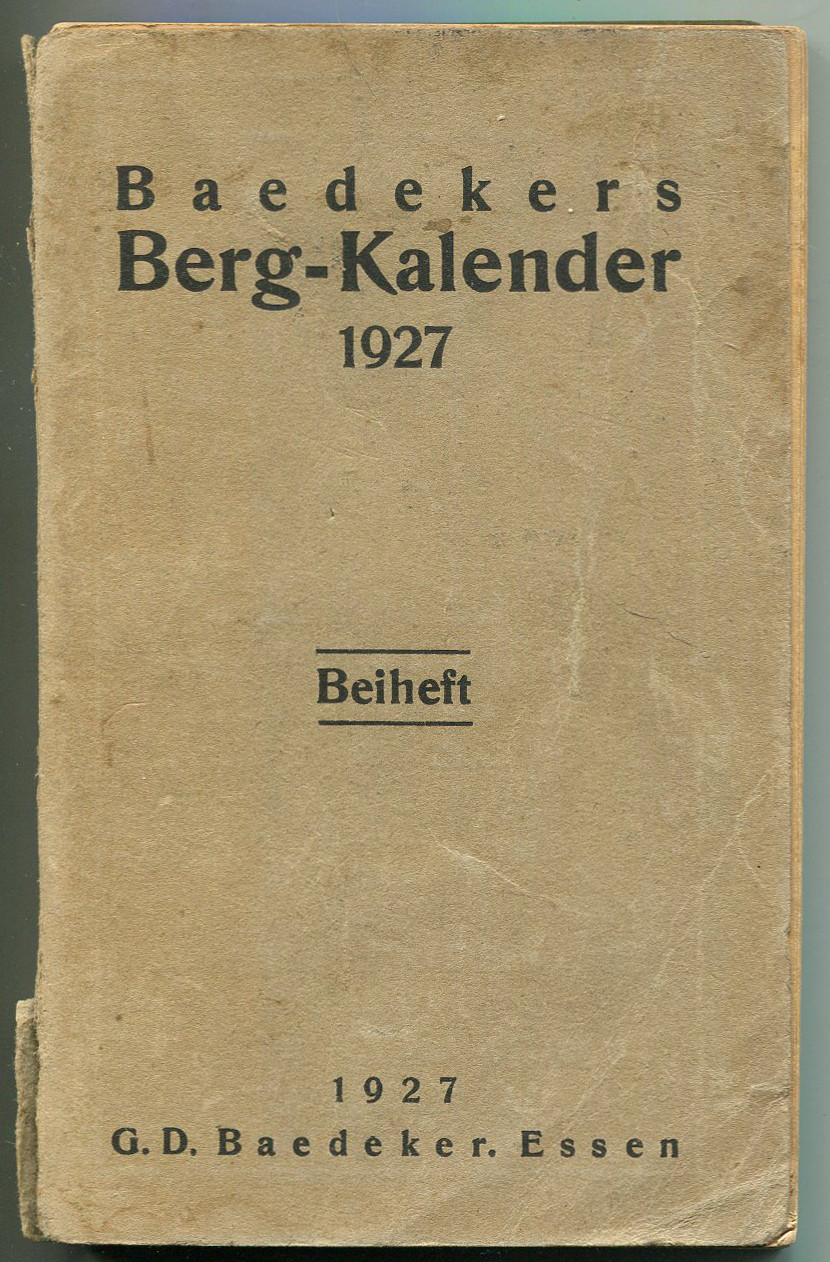 Baedekers
Berg-Kalender
1927
Beiheft
1927
G. D. Baedeker. Essen